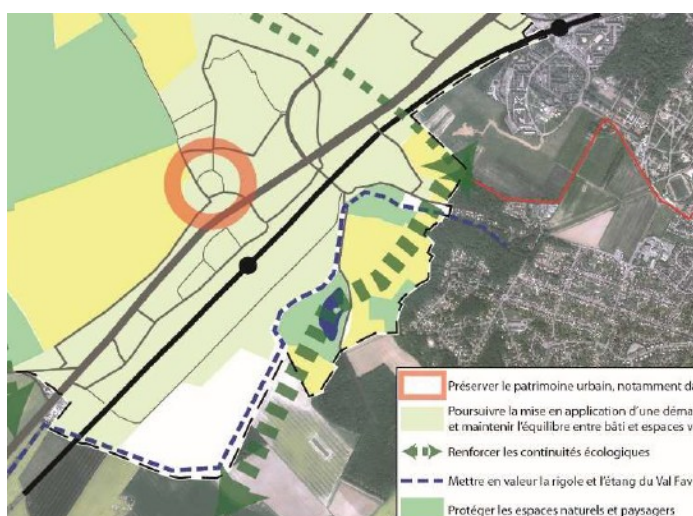 Préserver le patrimoine urbain, notamment da
Poursuivre la mise en application d'une déma
et maintenir l'équilibre entre bâti et espaces v
Renforcer les continuités écologiques
Mettre en valeur la rigole et l'étang du Val Fav
Protéger les espaces naturels et paysagers